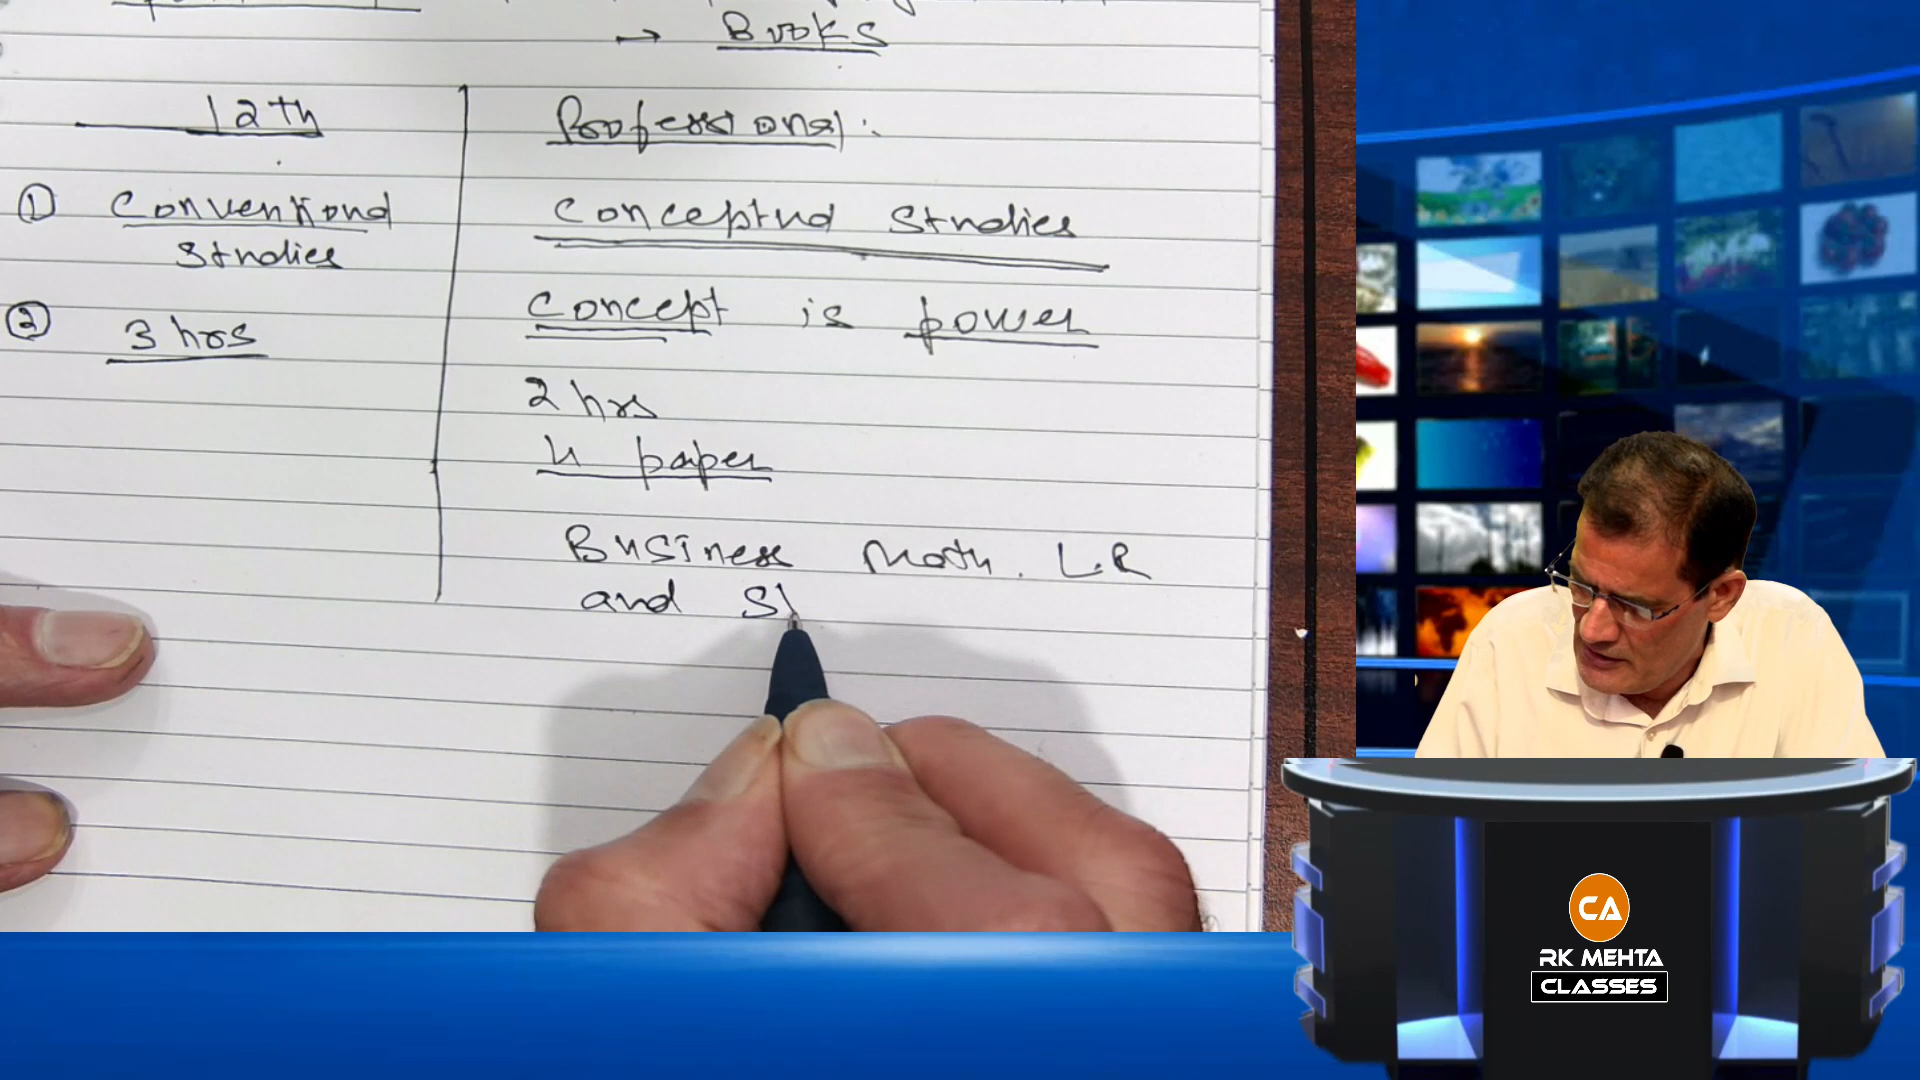 → Books
12th
Professional:
① Conventional
Studies
Conceptual Studies
Concept is power
② 3 hrs
2 hrs
4 paper
Business Math. L.R
and S
CA
RK MEHTA
CLASSES